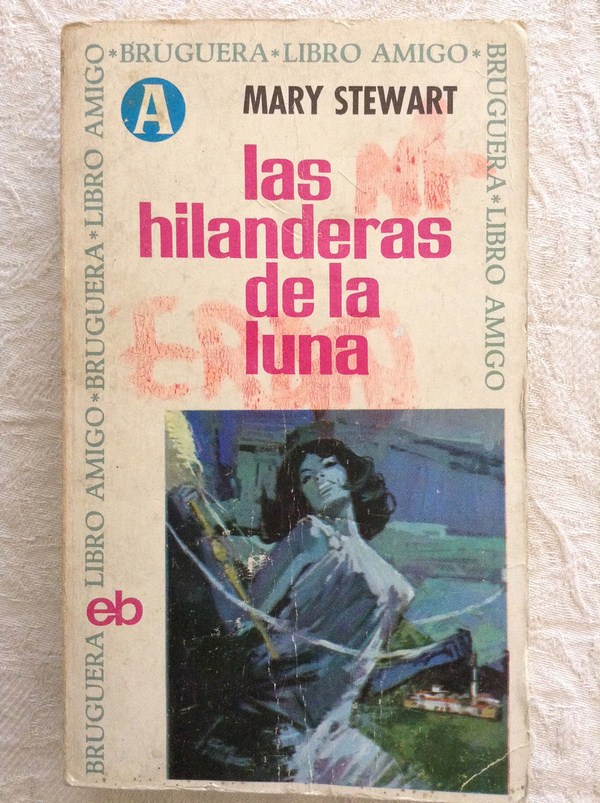 *BRUGUERA*LIBRO AMIGO*
BRUGUERA*LIBRO AMIGO
BRUGUERA LIBRO AMIGO*BRUGUERA*LIBRO AMIGO
A
MARY STEWART
las
hilanderas
de la
luna
eb